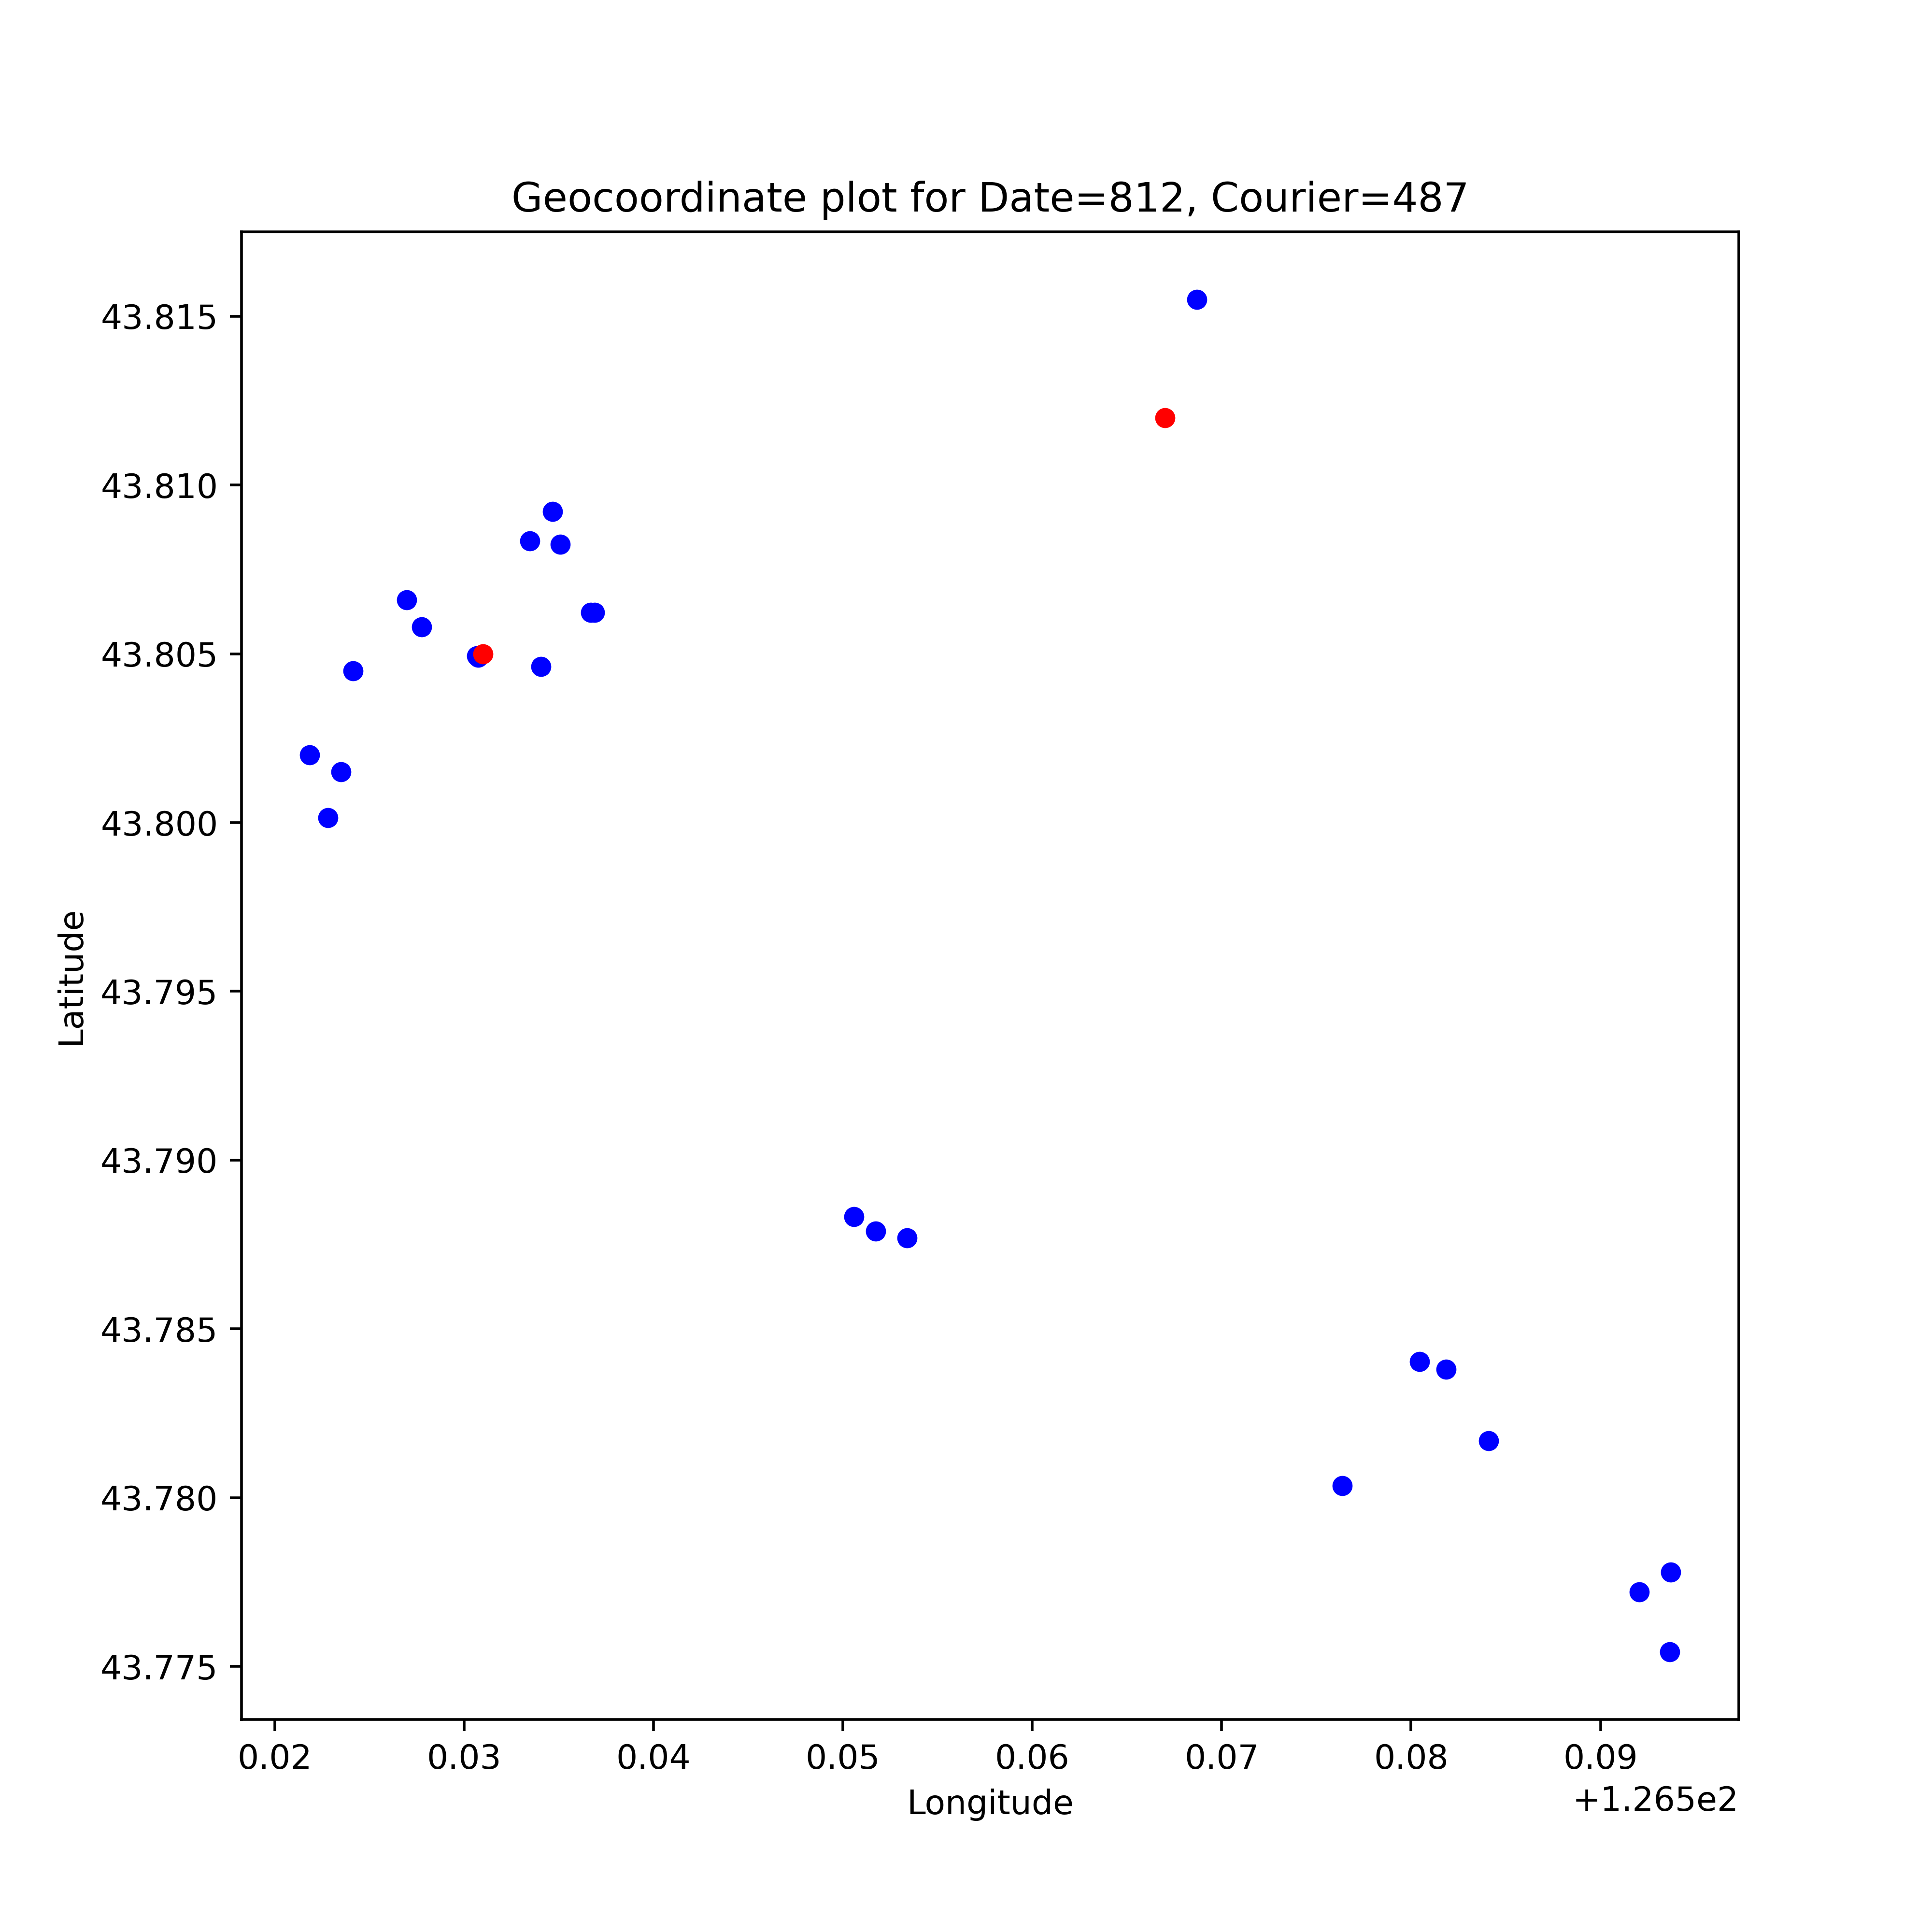 Geocoordinate plot for Date=812, Courier=487
43.815
43.810
43.805
43.800
43.795
43.790
43.785
43.780
43.775
Latitude
0.02 0.03 0.04 0.05 0.06 0.07 0.08 0.09
+1.265e2
Longitude